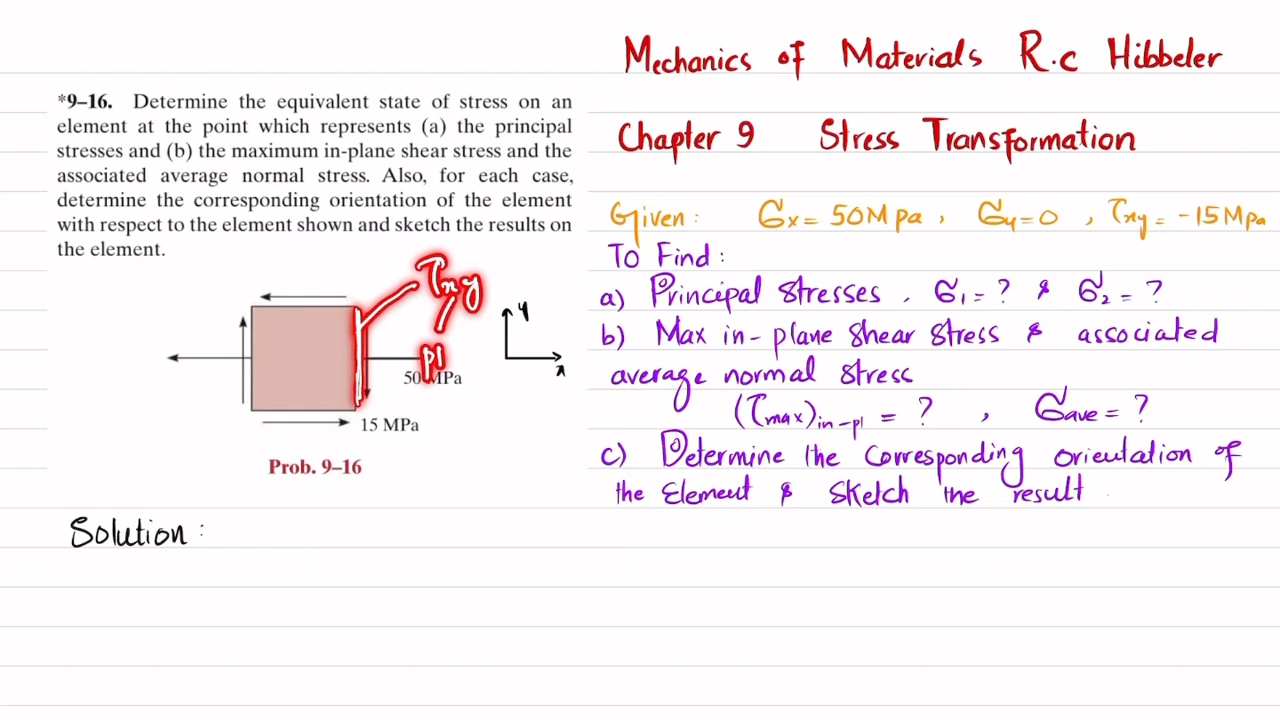 Mechanics of Materials R.c Hibbeler
*9–16. Determine the equivalent state of stress on an
element at the point which represents (a) the principal
stresses and (b) the maximum in-plane shear stress and the
associated average normal stress. Also, for each case,
determine the corresponding orientation of the element
with respect to the element shown and sketch the results on
the element.
τxy
pl
50 MPa
15 MPa
y
x
Prob. 9–16
Chapter 9 Stress Transformation
Given: σx = 50 Mpa, σy = 0, τxy = -15 Mpa
To Find:
a) Principal stresses, σ1 = ? & σ2 = ?
b) Max in-plane shear stress & associated
average normal stress
(τmax)in-pl = ? , σave = ?
c) Determine the corresponding orientation of
the Element & Sketch the result
Solution: